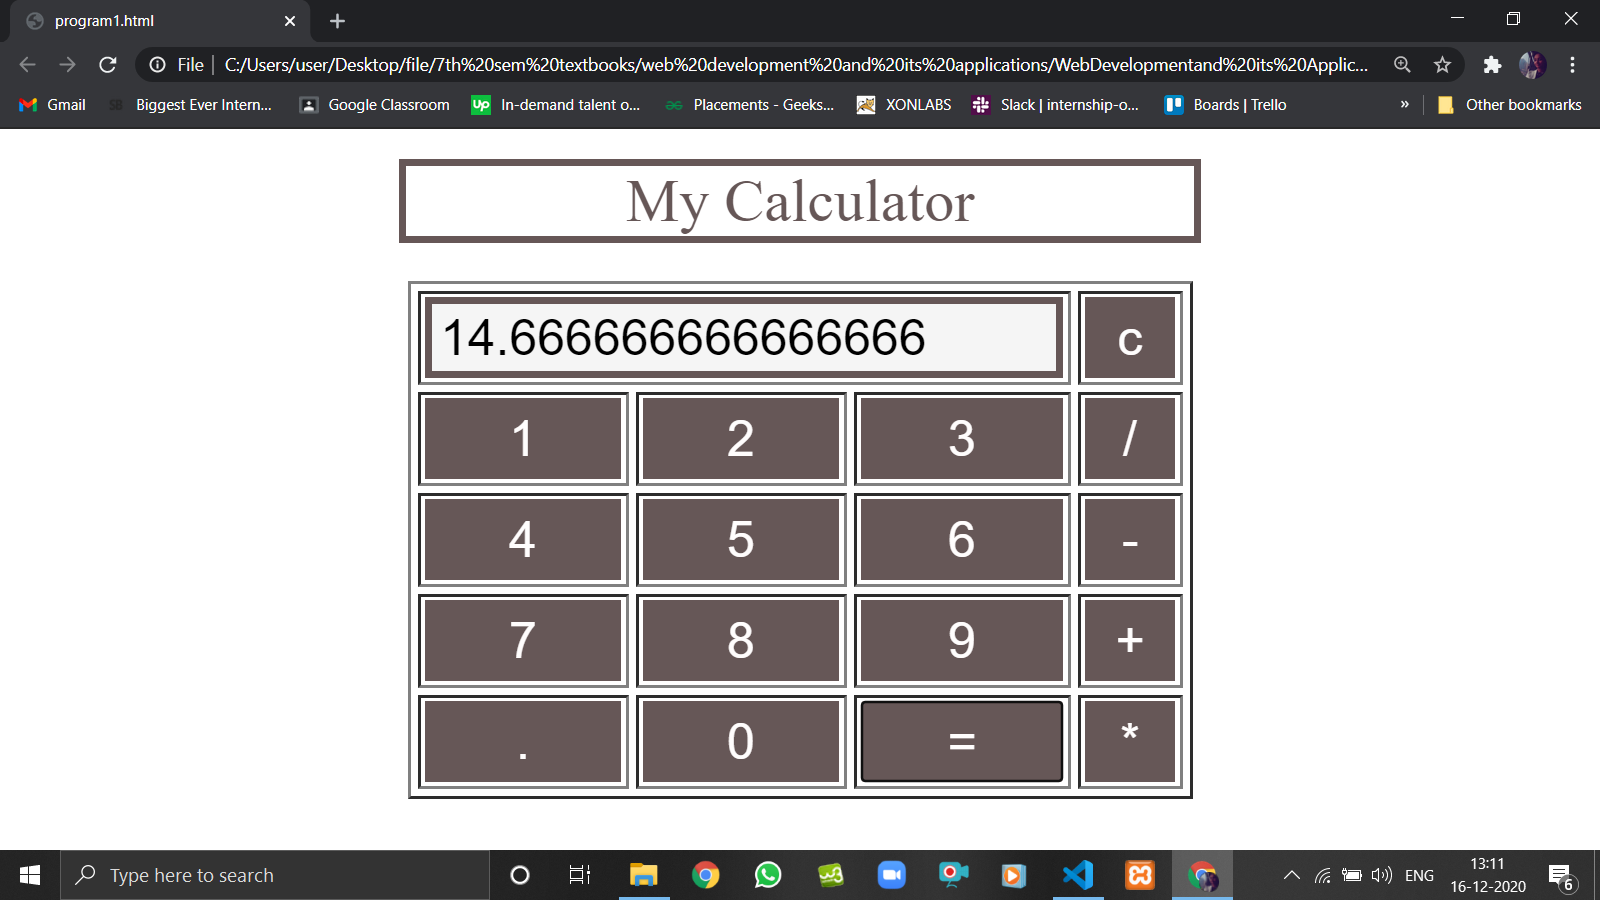 program1.html
File
C:/Users/user/Desktop/file/7th%20sem%20textbooks/web%20development%20and%20its%20applications/WebDevelopmentand%20its%20Applic...
Gmail SB Biggest Ever Intern... Google Classroom Up In-demand talent o... Placements - Geeks... XONLABS Slack | internship-o... Boards | Trello » Other bookmarks
My Calculator
14.666666666666666 c
1 2 3 /
4 5 6 -
7 8 9 +
. 0 = *
Type here to search w3 ENG 13:11
16-12-2020 6